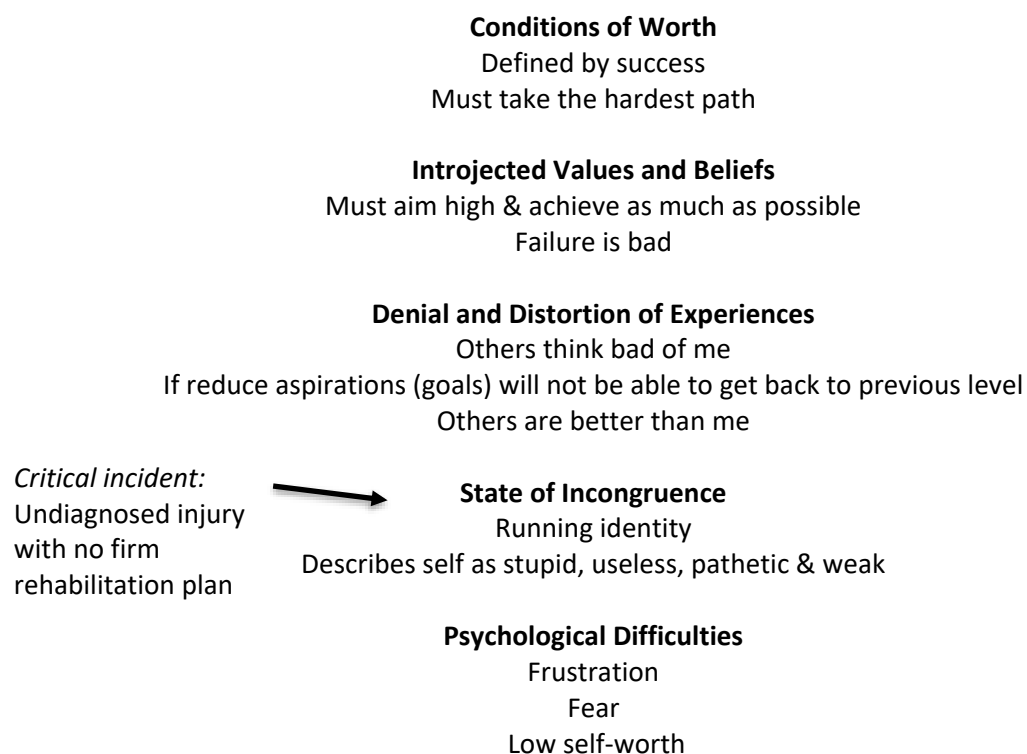 Conditions of Worth
Defined by success
Must take the hardest path
Introjected Values and Beliefs
Must aim high & achieve as much as possible
Failure is bad
Denial and Distortion of Experiences
Others think bad of me
If reduce aspirations (goals) will not be able to get back to previous level
Others are better than me
Critical incident:
Undiagnosed injury
with no firm
rehabilitation plan
State of Incongruence
Running identity
Describes self as stupid, useless, pathetic & weak
Psychological Difficulties
Frustration
Fear
Low self-worth